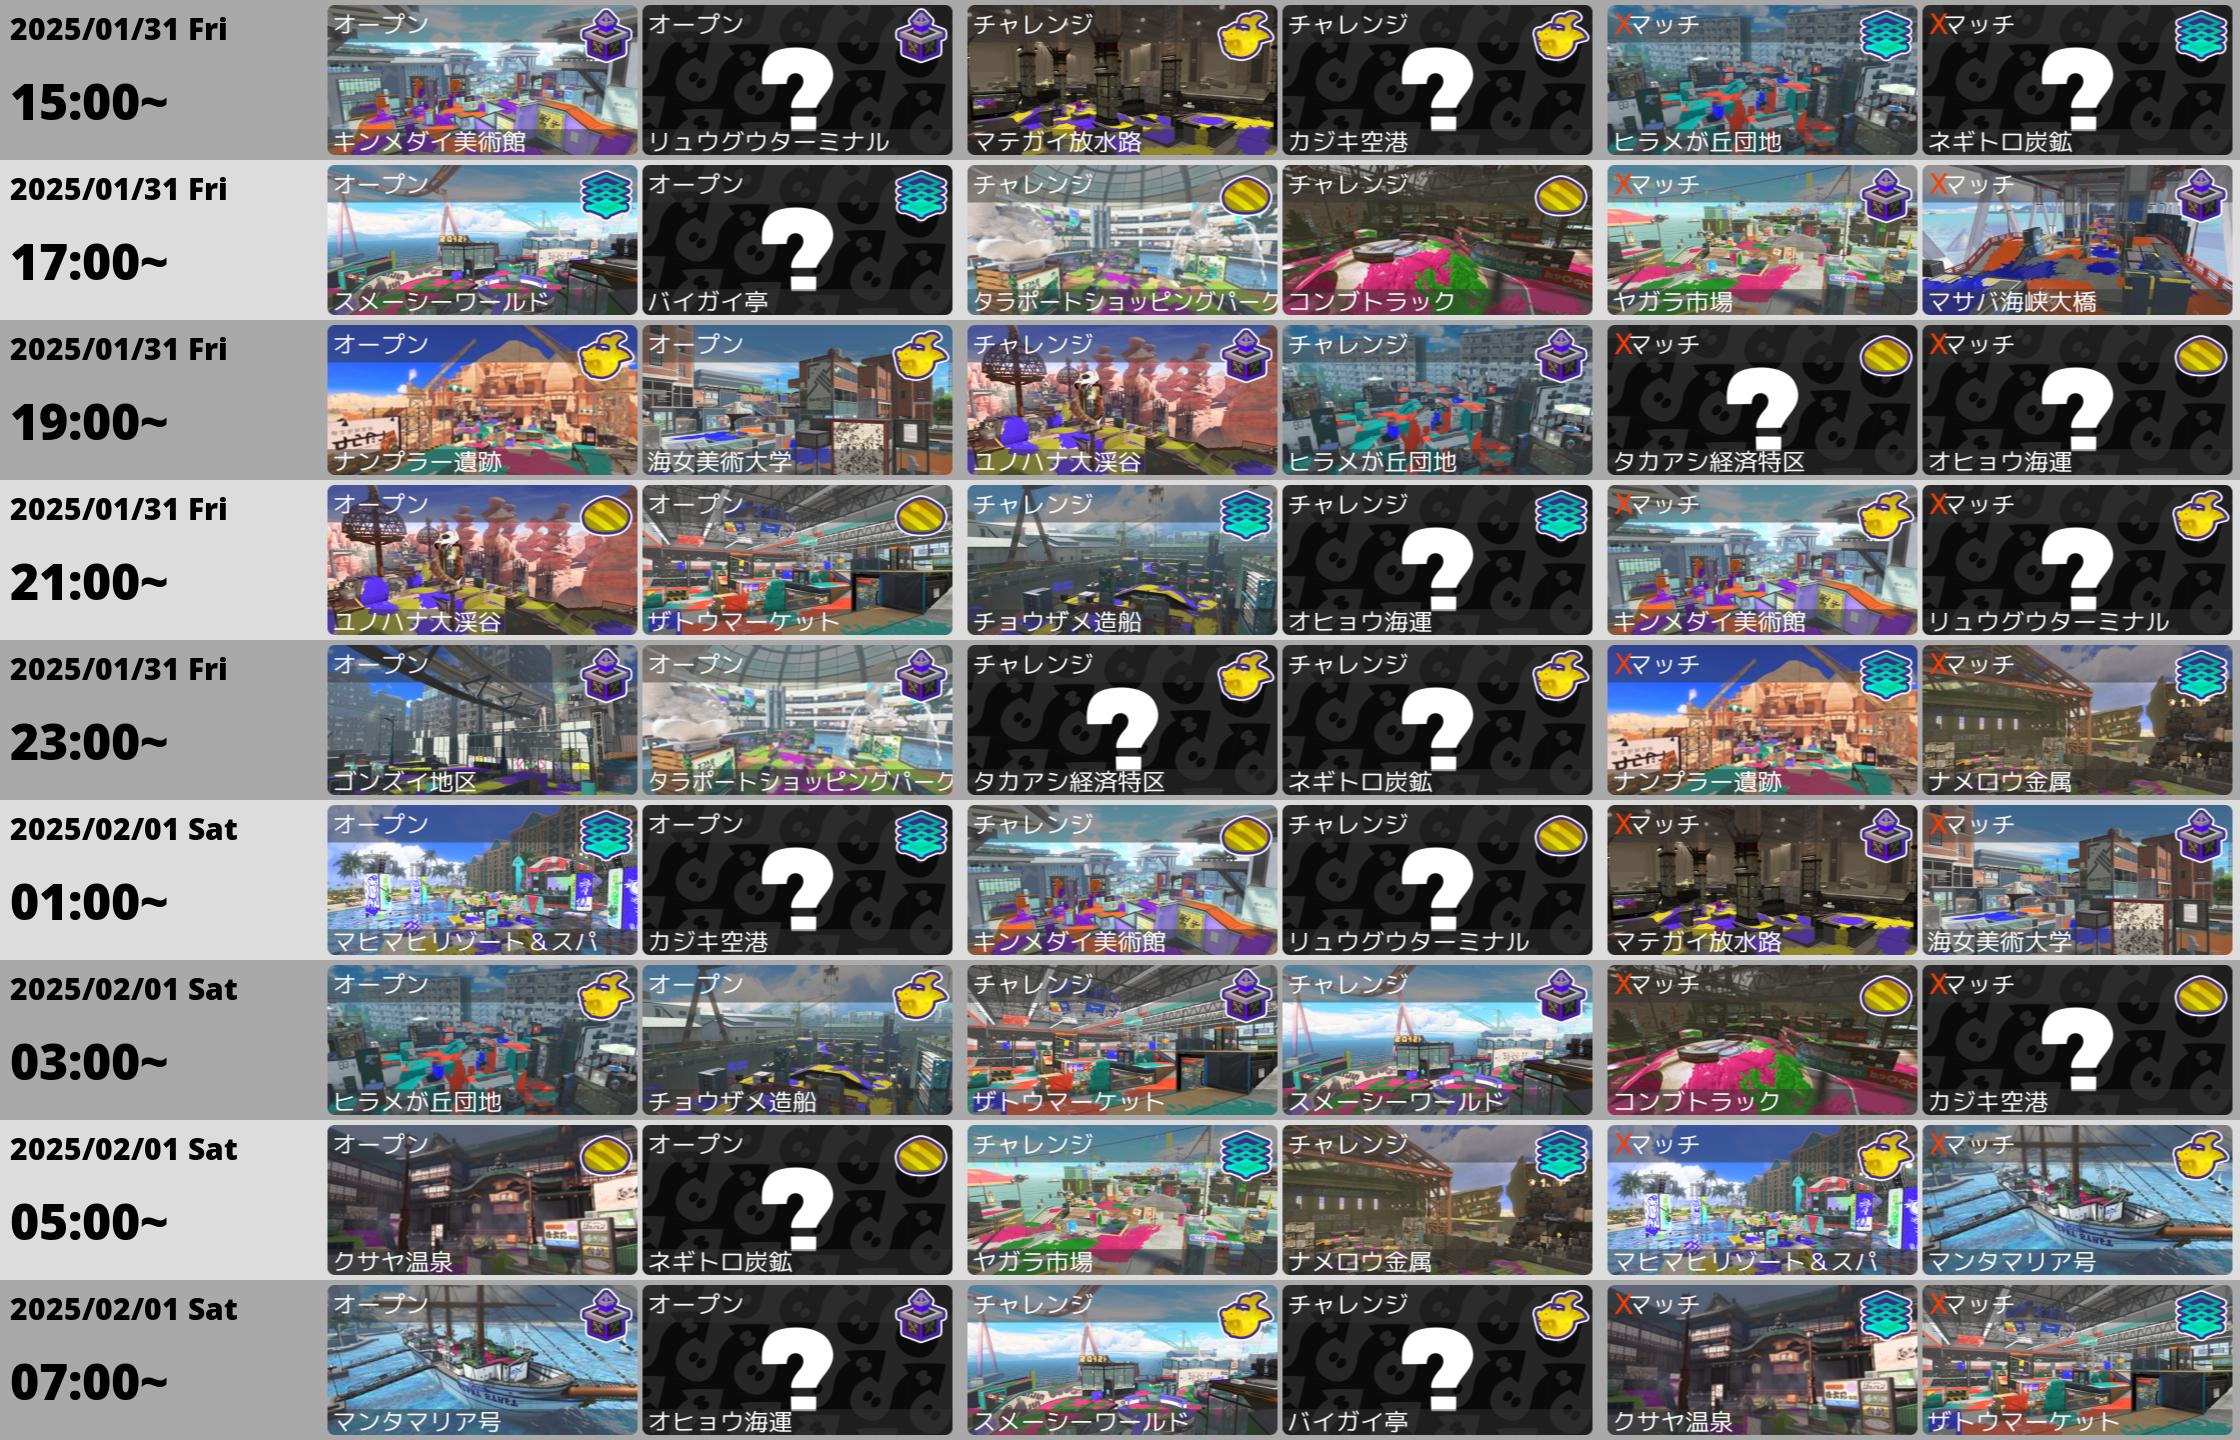 2025/01/31 Fri
15:00~
オープン
キンメダイ美術館
オープン
リュウグウターミナル
チャレンジ
マテガイ放水路
チャレンジ
カジキ空港
Xマッチ
ヒラメが丘団地
Xマッチ
ネギトロ炭鉱
2025/01/31 Fri
17:00~
オープン
スメーシーワールド
オープン
バイガイ亭
チャレンジ
タラポートショッピングパーク
チャレンジ
コンブトラック
Xマッチ
ヤガラ市場
Xマッチ
マサバ海峡大橋
2025/01/31 Fri
19:00~
オープン
ナンプラー遺跡
オープン
海女美術大学
チャレンジ
ユノハナ大渓谷
チャレンジ
ヒラメが丘団地
Xマッチ
タカアシ経済特区
Xマッチ
オヒョウ海運
2025/01/31 Fri
21:00~
オープン
ユノハナ大渓谷
オープン
ザトウマーケット
チャレンジ
チョウザメ造船
チャレンジ
オヒョウ海運
Xマッチ
キンメダイ美術館
Xマッチ
リュウグウターミナル
2025/01/31 Fri
23:00~
オープン
ゴンズイ地区
オープン
タラポートショッピングパーク
チャレンジ
タカアシ経済特区
チャレンジ
ネギトロ炭鉱
Xマッチ
ナンプラー遺跡
Xマッチ
ナメロウ金属
2025/02/01 Sat
01:00~
オープン
マヒマヒリゾート＆スパ
オープン
カジキ空港
チャレンジ
キンメダイ美術館
チャレンジ
リュウグウターミナル
Xマッチ
マテガイ放水路
Xマッチ
海女美術大学
2025/02/01 Sat
03:00~
オープン
ヒラメが丘団地
オープン
チョウザメ造船
チャレンジ
ザトウマーケット
チャレンジ
スメーシーワールド
Xマッチ
コンブトラック
Xマッチ
カジキ空港
2025/02/01 Sat
05:00~
オープン
クサヤ温泉
オープン
ネギトロ炭鉱
チャレンジ
ヤガラ市場
チャレンジ
ナメロウ金属
Xマッチ
マヒマヒリゾート＆スパ
Xマッチ
マンタマリア号
2025/02/01 Sat
07:00~
オープン
マンタマリア号
オープン
オヒョウ海運
チャレンジ
スメーシーワールド
チャレンジ
バイガイ亭
Xマッチ
クサヤ温泉
Xマッチ
ザトウマーケット